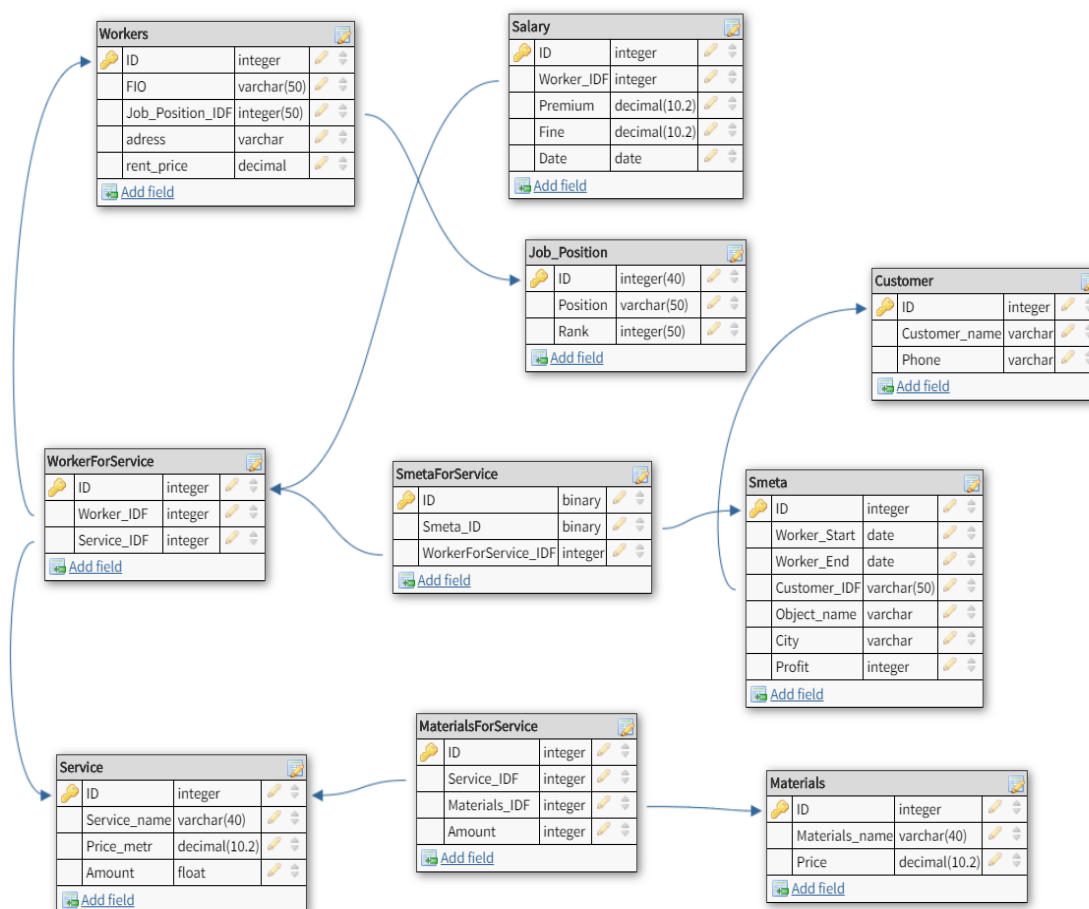 Workers
ID integer
FIO varchar(50)
Job_Position_IDF integer(50)
adress varchar
rent_price decimal
Add field
Salary
ID integer
Worker_IDF integer
Premium decimal(10.2)
Fine decimal(10.2)
Date date
Add field
Job_Position
ID integer(40)
Position varchar(50)
Rank integer(50)
Add field
Customer
ID integer
Customer_name varchar
Phone varchar
Add field
WorkerForService
ID integer
Worker_IDF integer
Service_IDF integer
Add field
SmetaForService
ID binary
Smeta_ID binary
WorkerForService_IDF integer
Add field
Smeta
ID integer
Worker_Start date
Worker_End date
Customer_IDF varchar(50)
Object_name varchar
City varchar
Profit integer
Add field
Service
ID integer
Service_name varchar(40)
Price_metr decimal(10.2)
Amount float
Add field
MaterialsForService
ID integer
Service_IDF integer
Materials_IDF integer
Amount integer
Add field
Materials
ID integer
Materials_name varchar(40)
Price decimal(10.2)
Add field